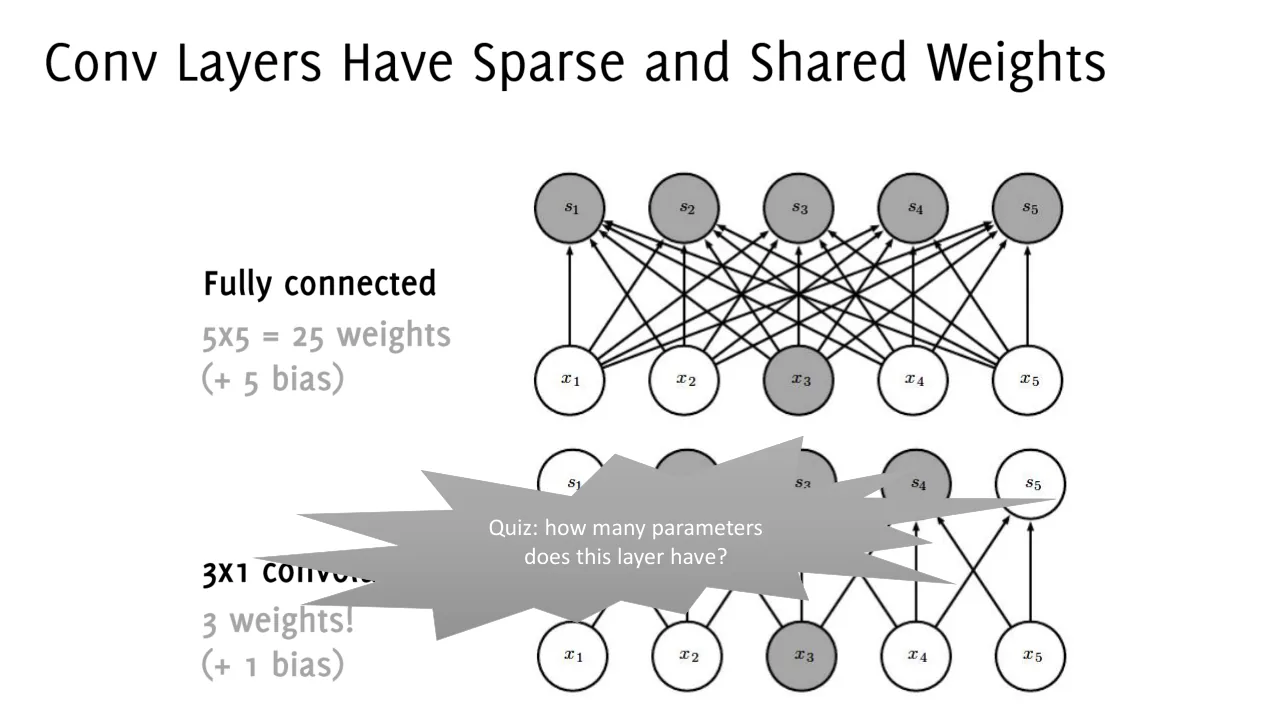 Conv Layers Have Sparse and Shared Weights
s1 s2 s3 s4 s5
Fully connected
5x5 = 25 weights
(+ 5 bias)
x1 x2 x3 x4 x5
s1 s3 s4 s5
Quiz: how many parameters
does this layer have?
3x1
3 weights!
(+ 1 bias)
x1 x2 x3 x4 x5